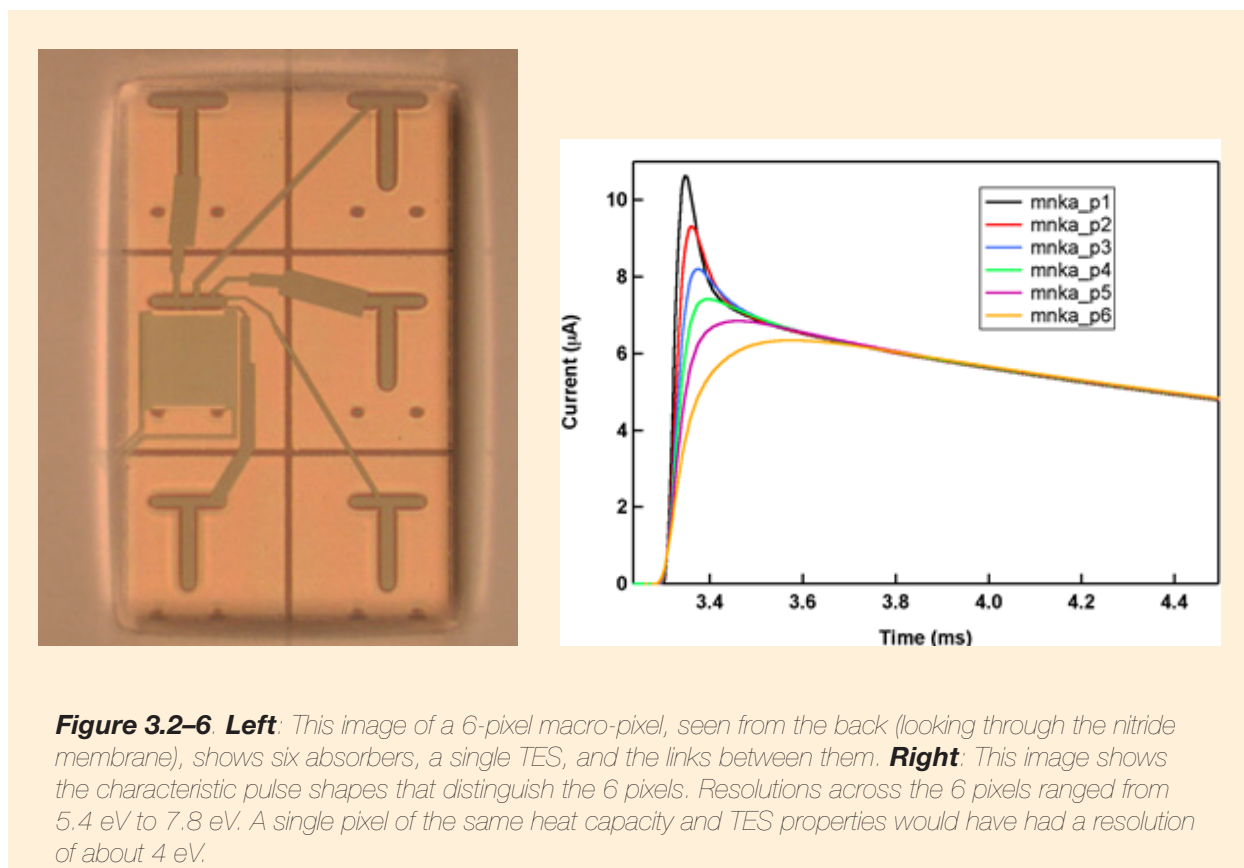 10
8
6
4
2
0
Current (μA)
mnka_p1
mnka_p2
mnka_p3
mnka_p4
mnka_p5
mnka_p6
3.4 3.6 3.8 4.0 4.2 4.4
Time (ms)
Figure 3.2–6. Left: This image of a 6-pixel macro-pixel, seen from the back (looking through the nitride
membrane), shows six absorbers, a single TES, and the links between them. Right: This image shows
the characteristic pulse shapes that distinguish the 6 pixels. Resolutions across the 6 pixels ranged from
5.4 eV to 7.8 eV. A single pixel of the same heat capacity and TES properties would have had a resolution
of about 4 eV.